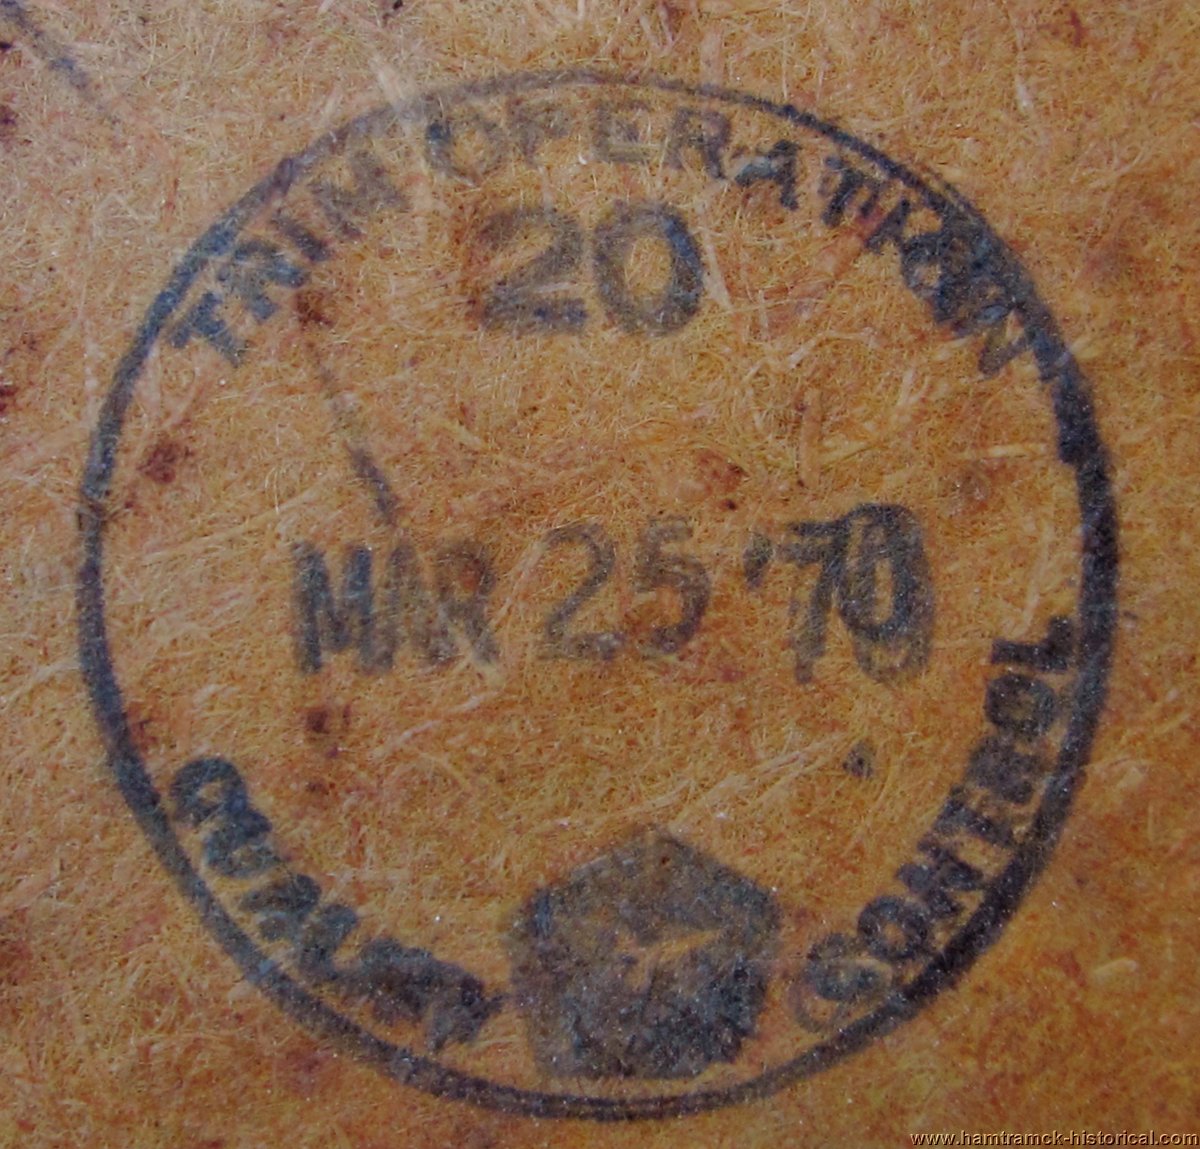 TRIM OPERATION
20
MAR 25 '70
QUALITY CONTROL
www.hamtramck-historical.com